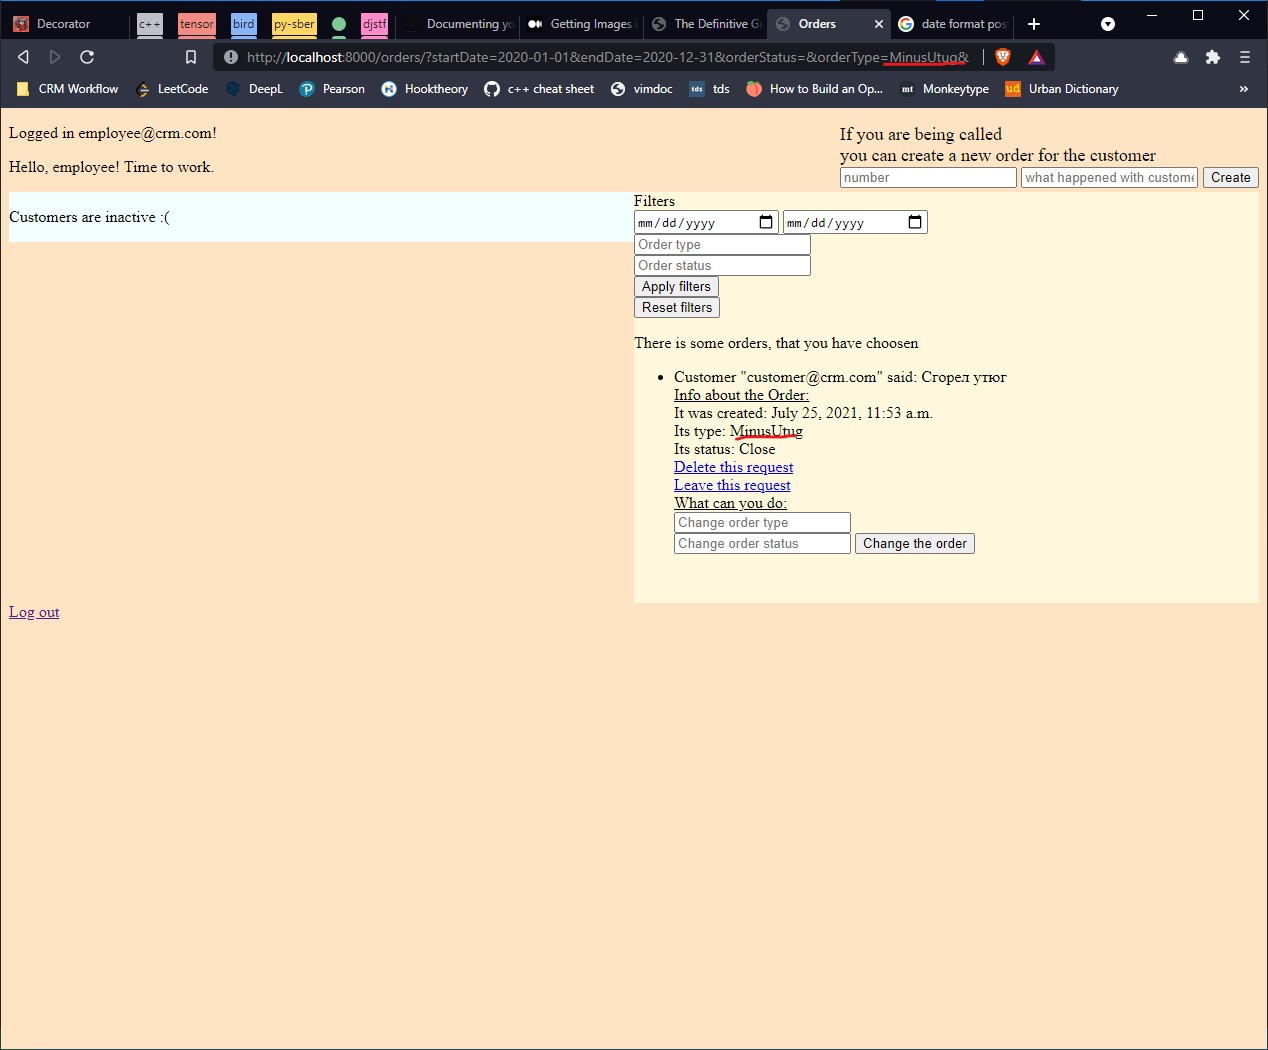 Decorator
c++
tensor
bird
py-sber
djstf
Documenting yo
Getting Images i
The Definitive G
Orders
date format pos
http://localhost:8000/orders/?startDate=2020-01-01&endDate=2020-12-31&orderStatus=&orderType=MinusUtug&
CRM Workflow
LeetCode
DeepL
Pearson
Hooktheory
c++ cheat sheet
vimdoc
tds
tds
How to Build an Op...
mt
Monkeytype
ud
Urban Dictionary
»
Logged in employee@crm.com!
Hello, employee! Time to work.
If you are being called
you can create a new order for the customer
number
what happened with custome
Create
Customers are inactive :(
Filters
mm/dd/yyyy
mm/dd/yyyy
Order type
Order status
Apply filters
Reset filters
There is some orders, that you have choosen
Customer "customer@crm.com" said: Сгорел утюг
Info about the Order:
It was created: July 25, 2021, 11:53 a.m.
Its type: MinusUtug
Its status: Close
Delete this request
Leave this request
What can you do:
Change order type
Change order status
Change the order
Log out